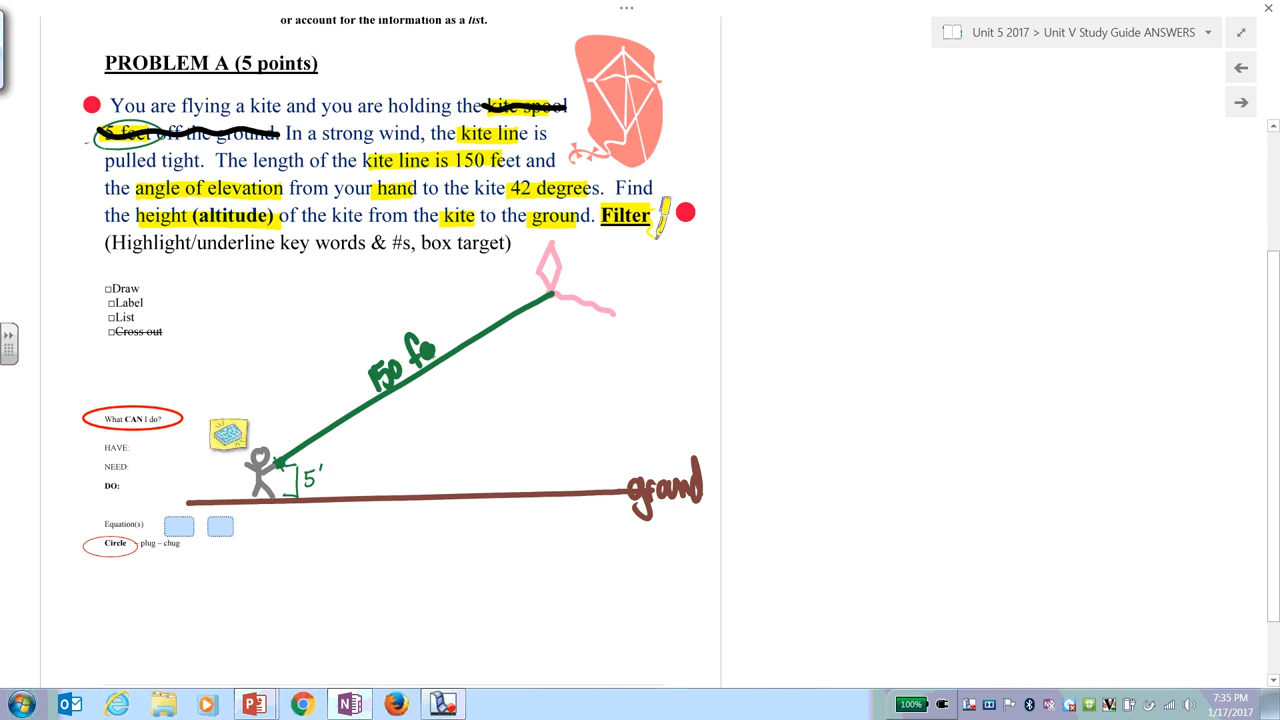 or account for the information as a list.
Unit 5 2017 > Unit V Study Guide ANSWERS
PROBLEM A (5 points)
You are flying a kite and you are holding the kite spool
5 feet off the ground. In a strong wind, the kite line is
pulled tight. The length of the kite line is 150 feet and
the angle of elevation from your hand to the kite 42 degrees. Find
the height (altitude) of the kite from the kite to the ground. Filter
(Highlight/underline key words & #s, box target)
□Draw
□Label
□List
□Cross out
150 fo
What CAN I do?
HAVE:
NEED:
DO:
5'
ground
Equation(s)
Circle – plug – chug
100%
7:35 PM
1/17/2017